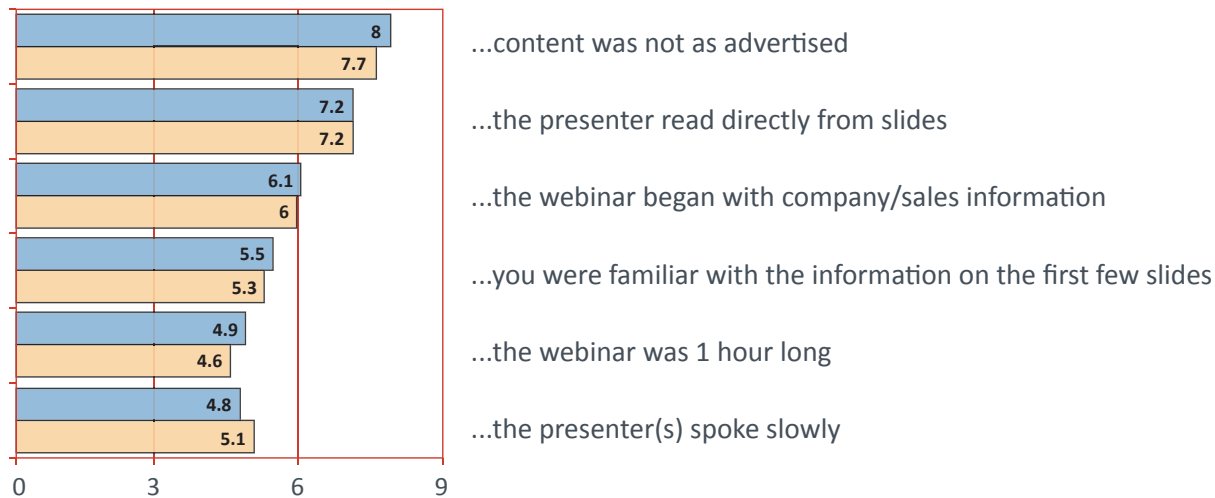 8
...content was not as advertised
7.7
7.2
...the presenter read directly from slides
7.2
6.1
...the webinar began with company/sales information
6
5.5
...you were familiar with the information on the first few slides
5.3
4.9
...the webinar was 1 hour long
4.6
4.8
...the presenter(s) spoke slowly
5.1
0 3 6 9